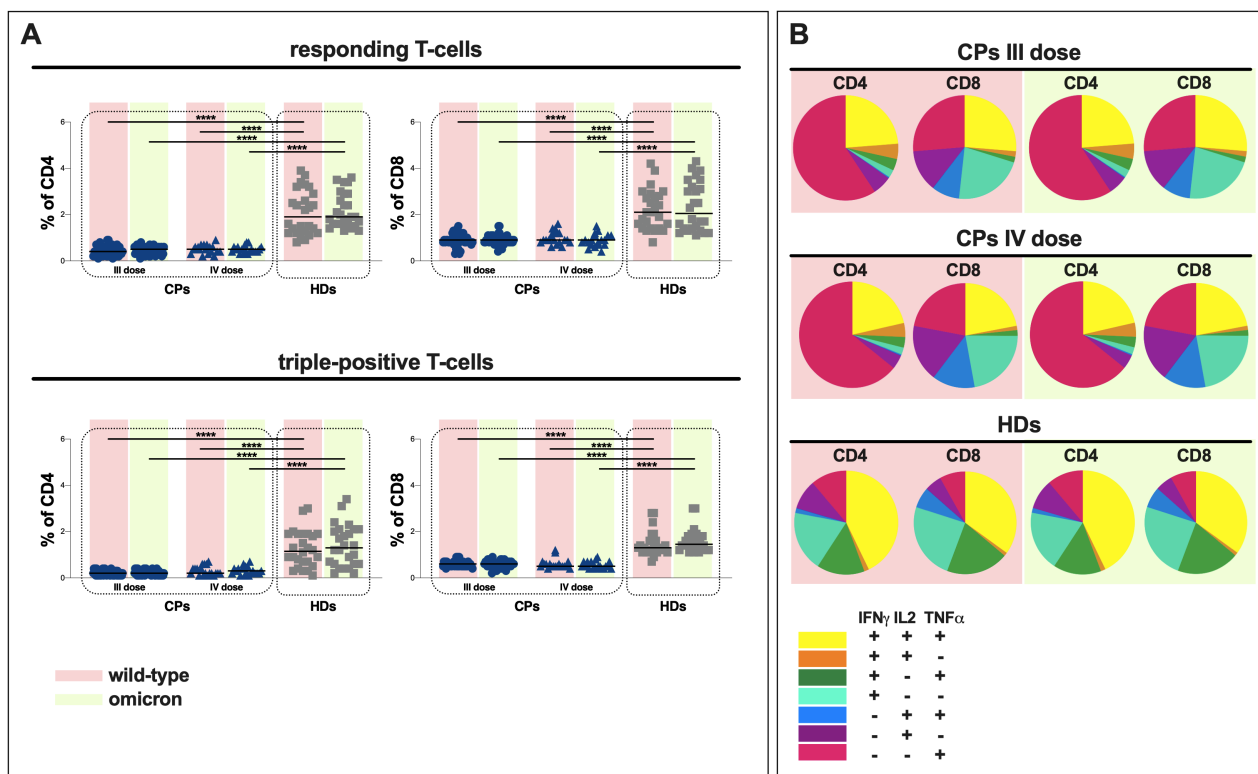 A
responding T-cells
% of CD4
6
4
2
0
****
****
****
****
III dose
IV dose
CPs
HDs
% of CD8
6
4
2
0
****
****
****
****
III dose
IV dose
CPs
HDs
triple-positive T-cells
% of CD4
6
4
2
0
****
****
****
****
III dose
IV dose
CPs
HDs
% of CD8
6
4
2
0
****
****
****
****
III dose
IV dose
CPs
HDs
wild-type
omicron
B
CPs III dose
CD4 CD8 CD4 CD8
CPs IV dose
CD4 CD8 CD4 CD8
HDs
CD4 CD8 CD4 CD8
IFNγ IL2 TNFα
+ + +
+ + -
+ - +
+ - -
- + +
- + -
- - +